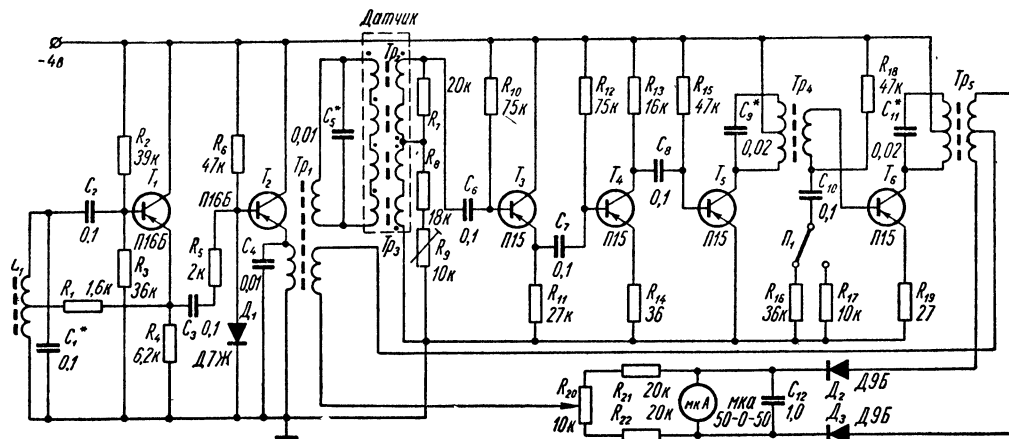 Датчик
-4в
R₂
39к
C₂
0,1
T₁
П16Б
R₆
47к
T₂
П16Б
0,01
C₅*
Тр₁
Тр₂
Тр₃
20к
R₇
R₈
18к
R₉
10к
C₆
0,1
R₁₀
75к
T₃
П15
C₇
0,1
R₁₁
27к
R₁₂
75к
T₄
П15
R₁₃
16к
C₈
0,1
R₁₄
36
R₁₅
47к
T₅
П15
C₉*
0,02
Тр₄
C₁₀
0,1
П₁
R₁₆
36к
R₁₇
10к
R₁₈
47к
C₁₁*
0,02
T₆
П15
R₁₉
27
Тр₅
L₁
R₁ 1,6к
C₁*
0,1
R₃
36к
R₄
6,2к
C₃ 0,1
R₅
2к
Д₁
Д7Ж
C₄
0,01
R₂₀
10к
R₂₁
20к
R₂₂
20к
мкА
мка
50-0-50
C₁₂
1,0
Д₂
Д9Б
Д₃
Д9Б